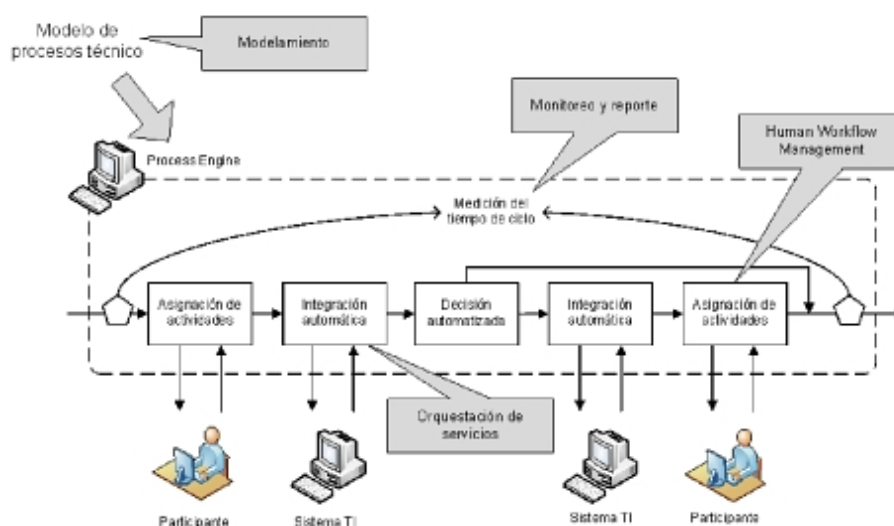 Modelo de
procesos técnico
Modelamiento
Monitoreo y reporte
Human Workflow
Management
Process Engine
Medición del
tiempo de ciclo
Asignación de
actividades
Integración
automática
Decisión
automatizada
Integración
automática
Asignación de
actividades
Orquestación de
servicios
Participante
Sistema TI
Sistema TI
Participante